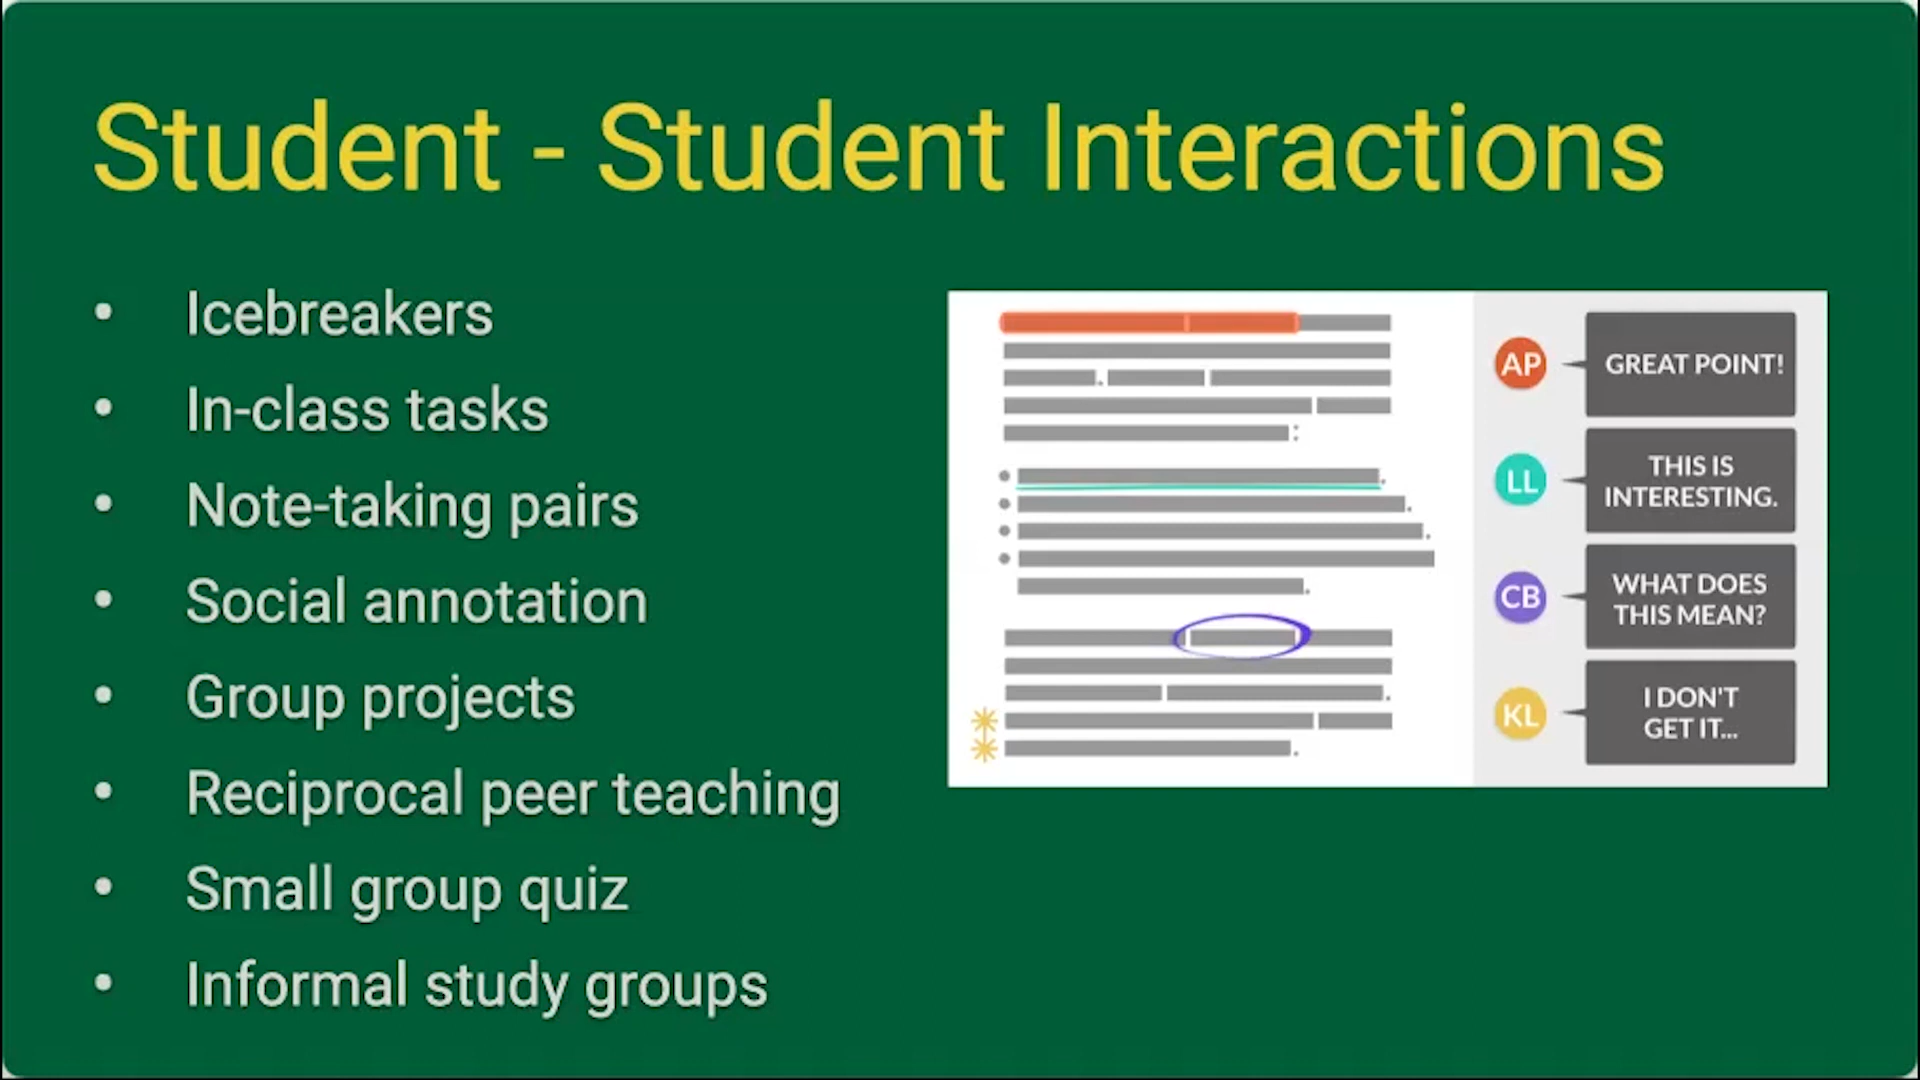 Student - Student Interactions
• Icebreakers
• In-class tasks
• Note-taking pairs
• Social annotation
• Group projects
• Reciprocal peer teaching
• Small group quiz
• Informal study groups
AP
GREAT POINT!
LL
THIS IS
INTERESTING.
CB
WHAT DOES
THIS MEAN?
KL
I DON'T
GET IT...